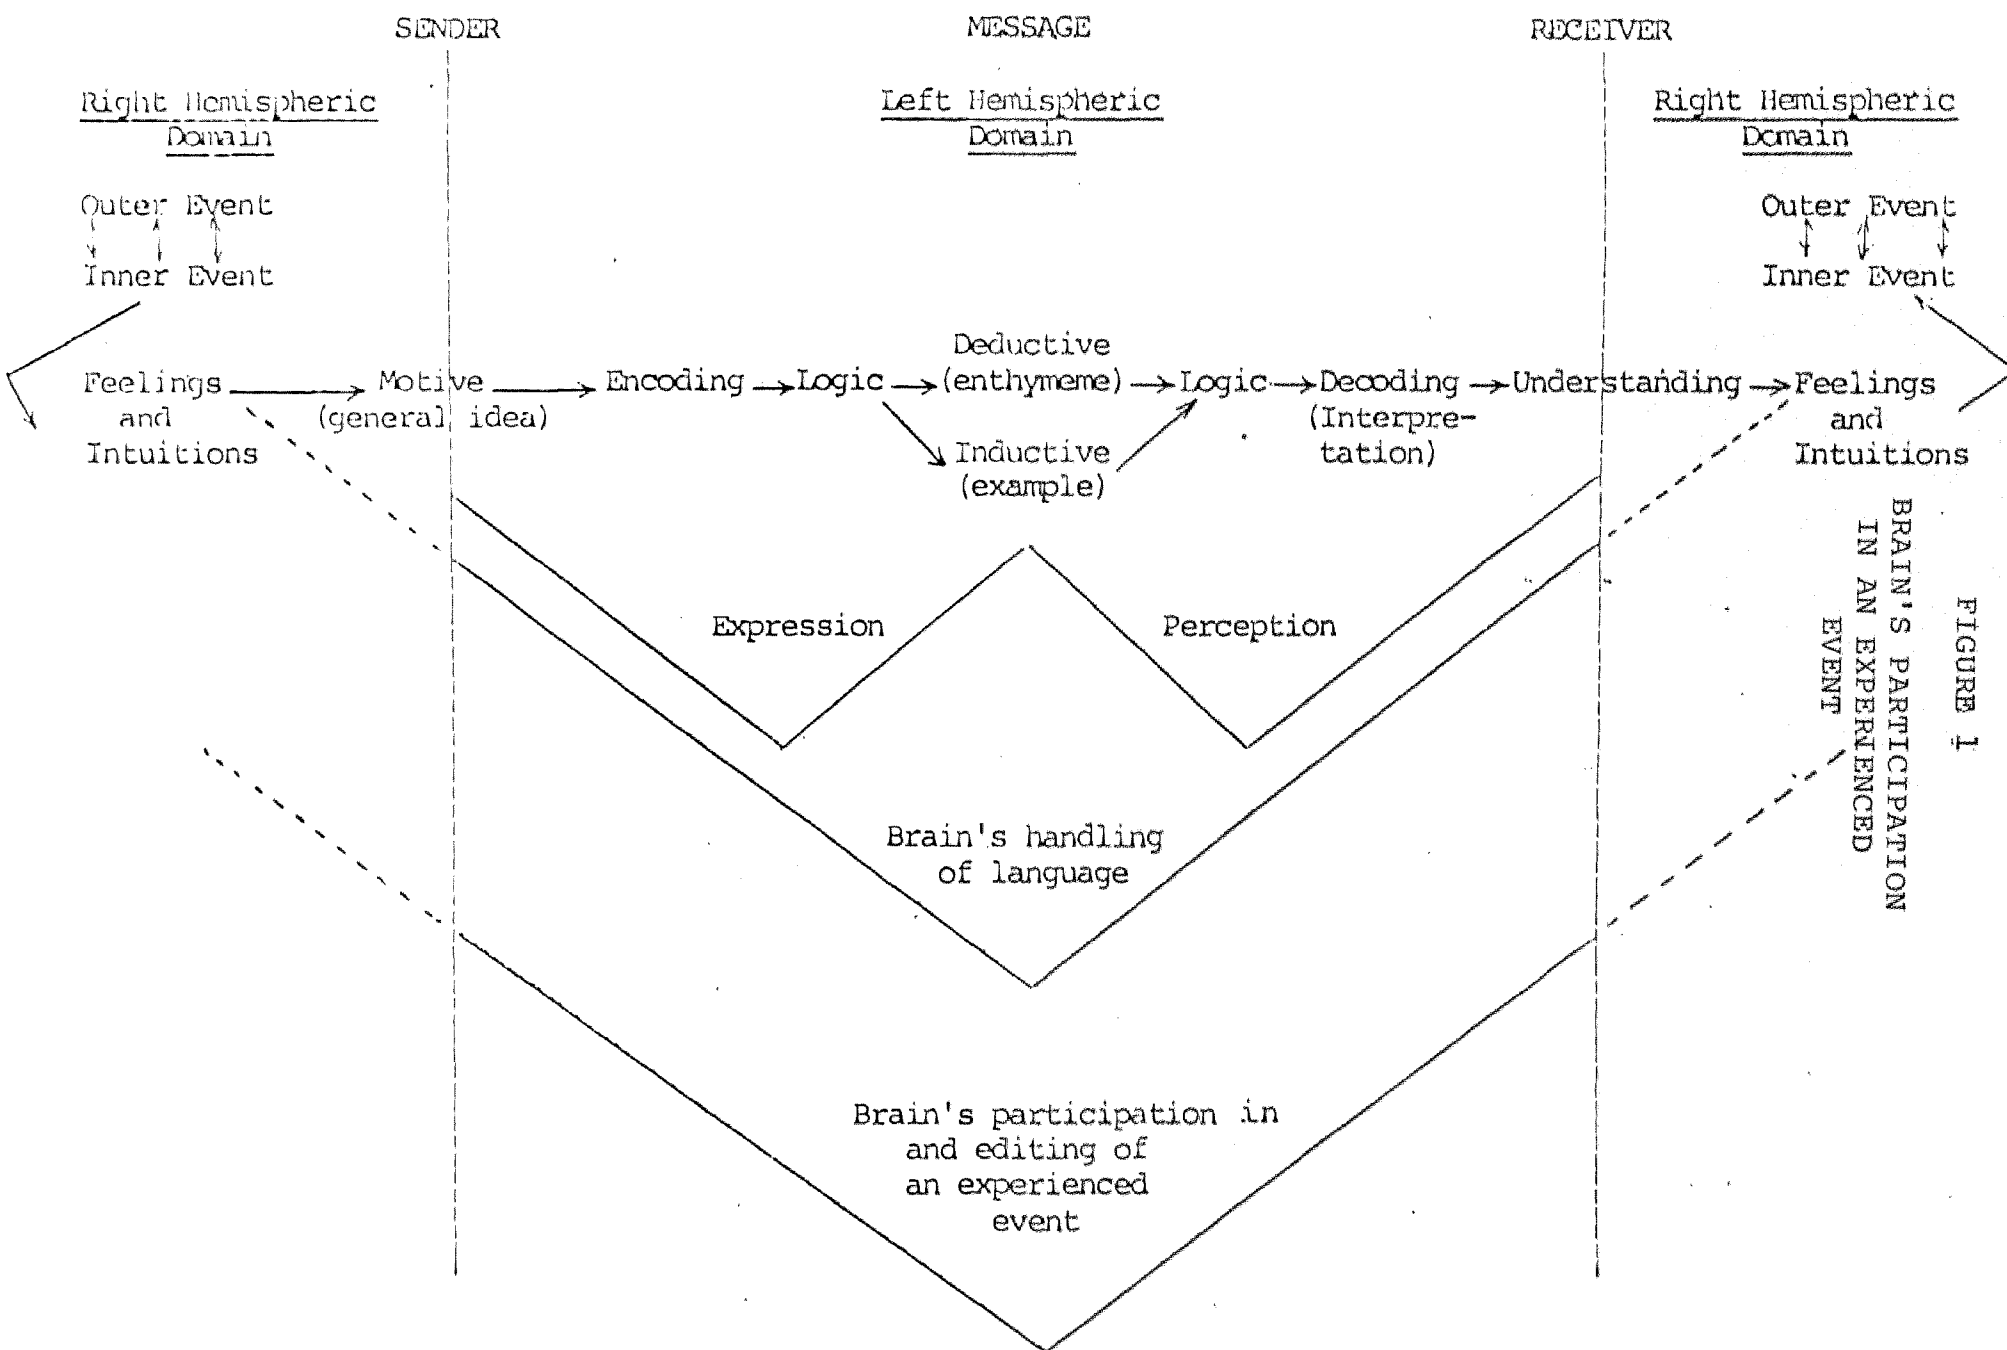 SENDER MESSAGE RECEIVER
Right Hemispheric Left Hemispheric Right Hemispheric
Domain Domain Domain
Outer Event Outer Event
Inner Event Inner Event
Deductive
Feelings Motive Encoding Logic (enthymeme) Logic Decoding Understanding Feelings
and (general idea) (Interpre- and
Intuitions Inductive tation) Intuitions
(example)
Expression Perception
Brain's handling
of language
Brain's participation in
and editing of
an experienced
event
FIGURE 1
BRAIN'S PARTICIPATION
IN AN EXPERIENCED
EVENT